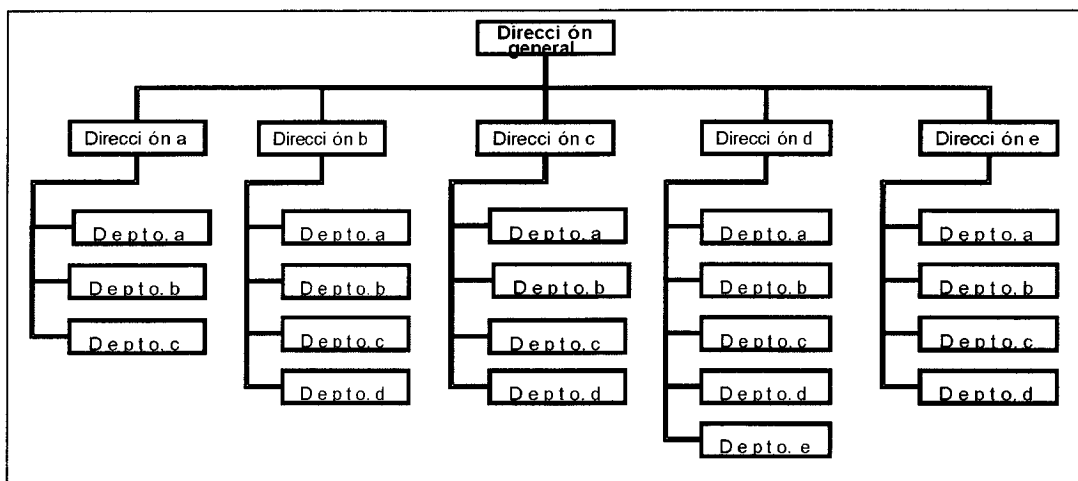 Dirección
general
Dirección a
Dirección b
Dirección c
Dirección d
Dirección e
Depto. a
Depto. b
Depto. c
Depto. a
Depto. b
Depto. c
Depto. d
Depto. a
Depto. b
Depto. c
Depto. d
Depto. a
Depto. b
Depto. c
Depto. d
Depto. e
Depto. a
Depto. b
Depto. c
Depto. d